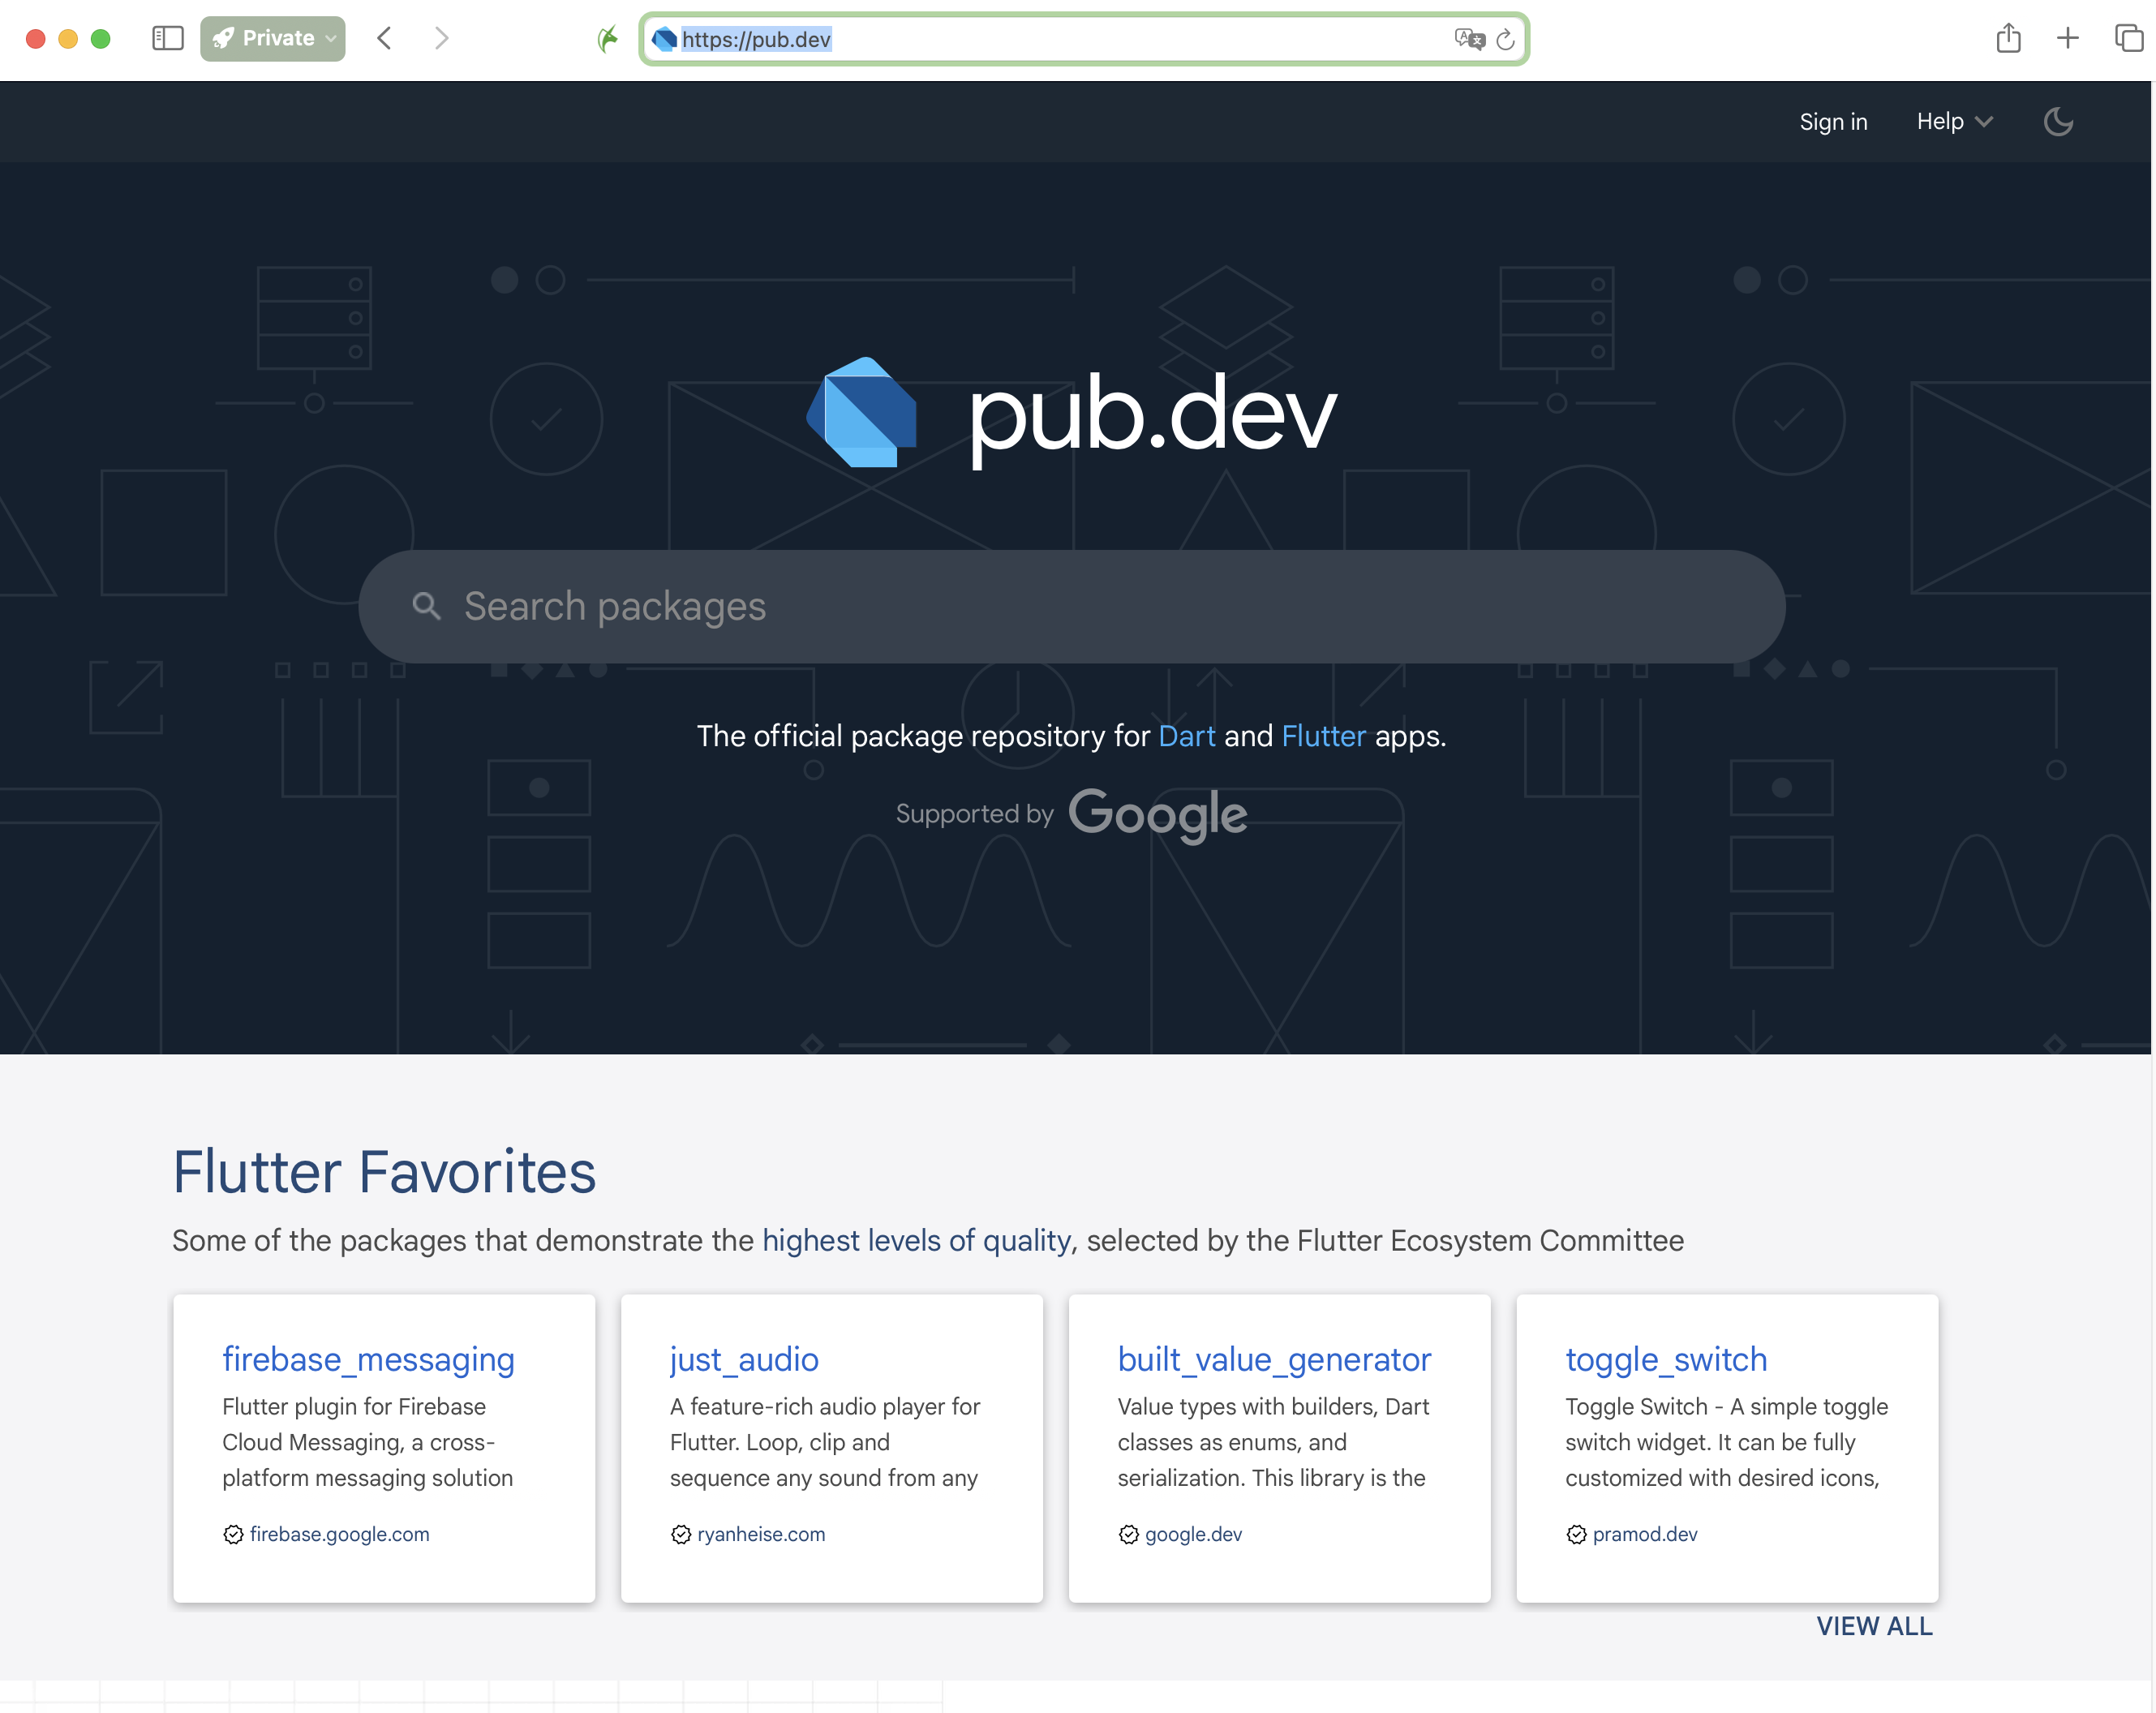 Private
https://pub.dev
Sign in
Help
pub.dev
Search packages
The official package repository for Dart and Flutter apps.
Supported by Google
Flutter Favorites
Some of the packages that demonstrate the highest levels of quality, selected by the Flutter Ecosystem Committee
firebase_messaging
Flutter plugin for Firebase
Cloud Messaging, a cross-
platform messaging solution
firebase.google.com
just_audio
A feature-rich audio player for
Flutter. Loop, clip and
sequence any sound from any
ryanheise.com
built_value_generator
Value types with builders, Dart
classes as enums, and
serialization. This library is the
google.dev
toggle_switch
Toggle Switch - A simple toggle
switch widget. It can be fully
customized with desired icons,
pramod.dev
VIEW ALL